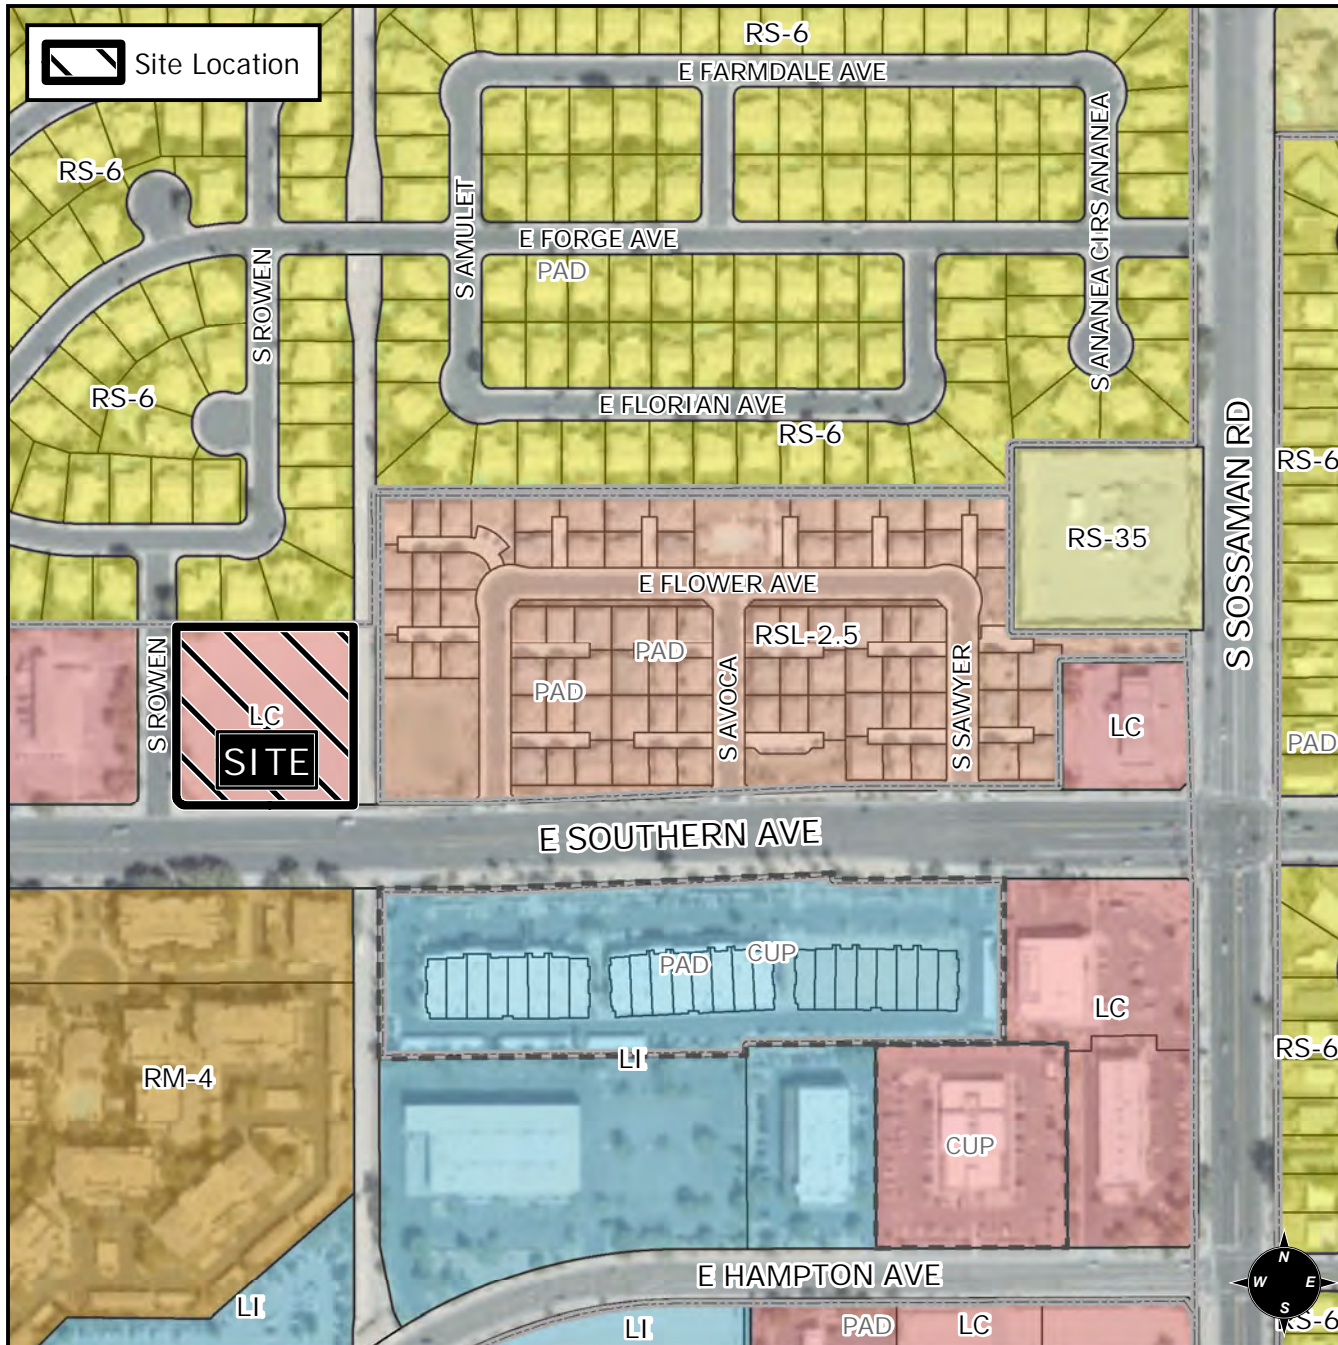 Site Location
RS-6
E FARMDALE AVE
S ANANEA CIRS ANANEA
RS-6
S AMULET
E FORGE AVE
PAD
S ROWEN
RS-6
E FLORIAN AVE
RS-6
S SOSSAMAN RD
RS-6
RS-35
E FLOWER AVE
RSL-2.5
PAD
PAD
S ROWEN
LC
SITE
S AVOCA
S SAWYER
LC
PAD
E SOUTHERN AVE
CUP
PAD
LC
LI
RS-6
RM-4
CUP
E HAMPTON AVE
N
W E
S
LI
LI
PAD
LC
RS-6